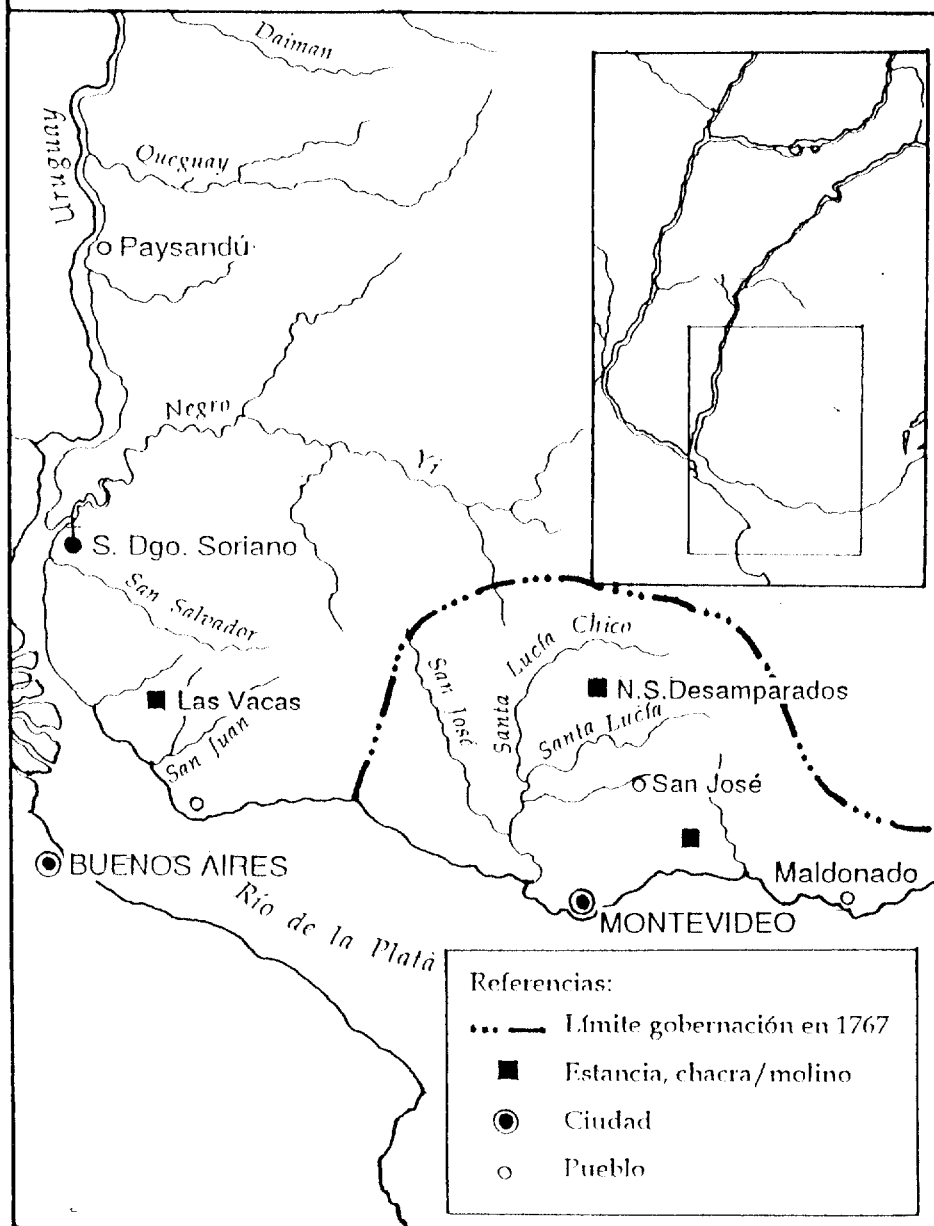 Daiman
Uruguay
Queguay
Paysandú
Negro
Yi
S. Dgo. Soriano
San Salvador
Las Vacas
San Juan
San José
Santa Lucía Chico
N.S.Desamparados
Santa Lucía
San José
BUENOS AIRES
Río de la Plata
MONTEVIDEO
Maldonado
Referencias:
Límite gobernación en 1767
Estancia, chacra/molino
Ciudad
Pueblo